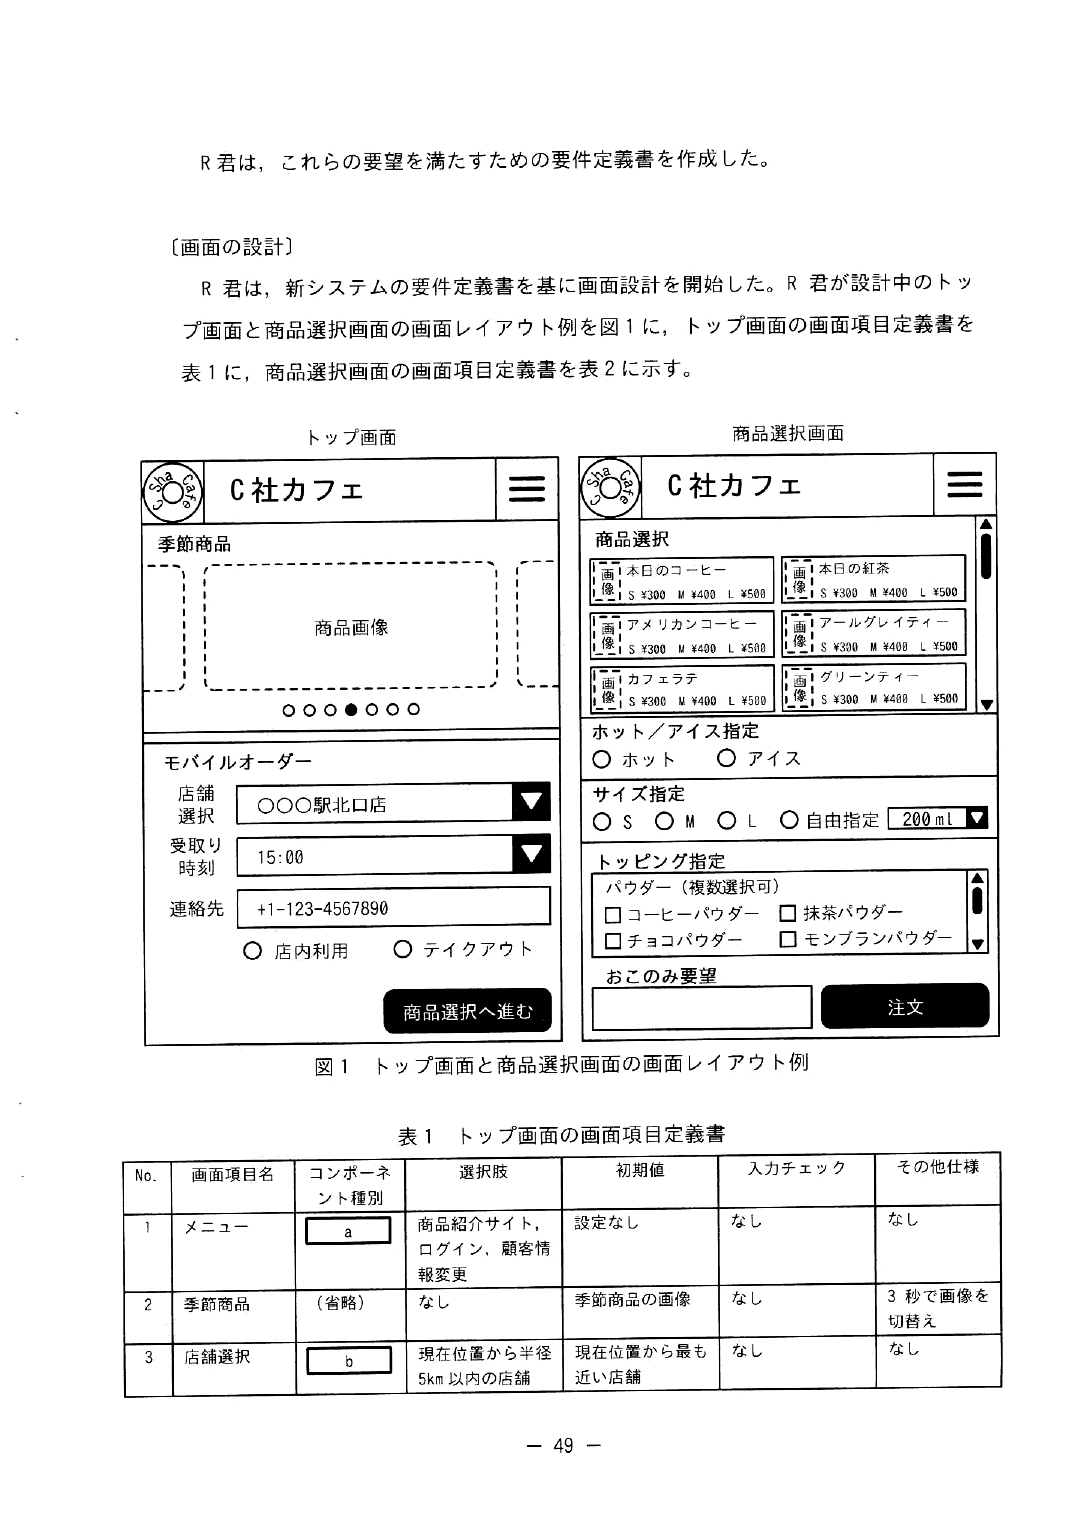 R君は，これらの要望を満たすための要件定義書を作成した。
〔画面の設計〕
R 君は，新システムの要件定義書を基に画面設計を開始した。R 君が設計中のトッ
プ画面と商品選択画面の画面レイアウト例を図1に，トップ画面の画面項目定義書を
表1に，商品選択画面の画面項目定義書を表2に示す。
トップ画面
C Sha Cafe
C社カフェ
季節商品
商品画像
モバイルオーダー
店舗
選択
〇〇〇駅北口店
受取り
時刻
15:00
連絡先
+1-123-4567890
店内利用
テイクアウト
商品選択へ進む
商品選択画面
C Sha Cafe
C社カフェ
商品選択
画像 本日のコーヒー
S ¥300 M ¥400 L ¥500
画像 本日の紅茶
S ¥300 M ¥400 L ¥500
画像 アメリカンコーヒー
S ¥300 M ¥400 L ¥500
画像 アールグレイティー
S ¥300 M ¥400 L ¥500
画像 カフェラテ
S ¥300 M ¥400 L ¥500
画像 グリーンティー
S ¥300 M ¥400 L ¥500
ホット／アイス指定
ホット アイス
サイズ指定
S M L 自由指定 200ml
トッピング指定
パウダー（複数選択可）
コーヒーパウダー 抹茶パウダー
チョコパウダー モンブランパウダー
おこのみ要望
注文
図1 トップ画面と商品選択画面の画面レイアウト例
表1 トップ画面の画面項目定義書
No. 画面項目名 コンポーネント種別 選択肢 初期値 入力チェック その他仕様
1 メニュー a 商品紹介サイト，ログイン，顧客情報変更 設定なし なし なし
2 季節商品 （省略） なし 季節商品の画像 なし 3 秒で画像を切替え
3 店舗選択 b 現在位置から半径5km以内の店舗 現在位置から最も近い店舗 なし なし
－ 49 －